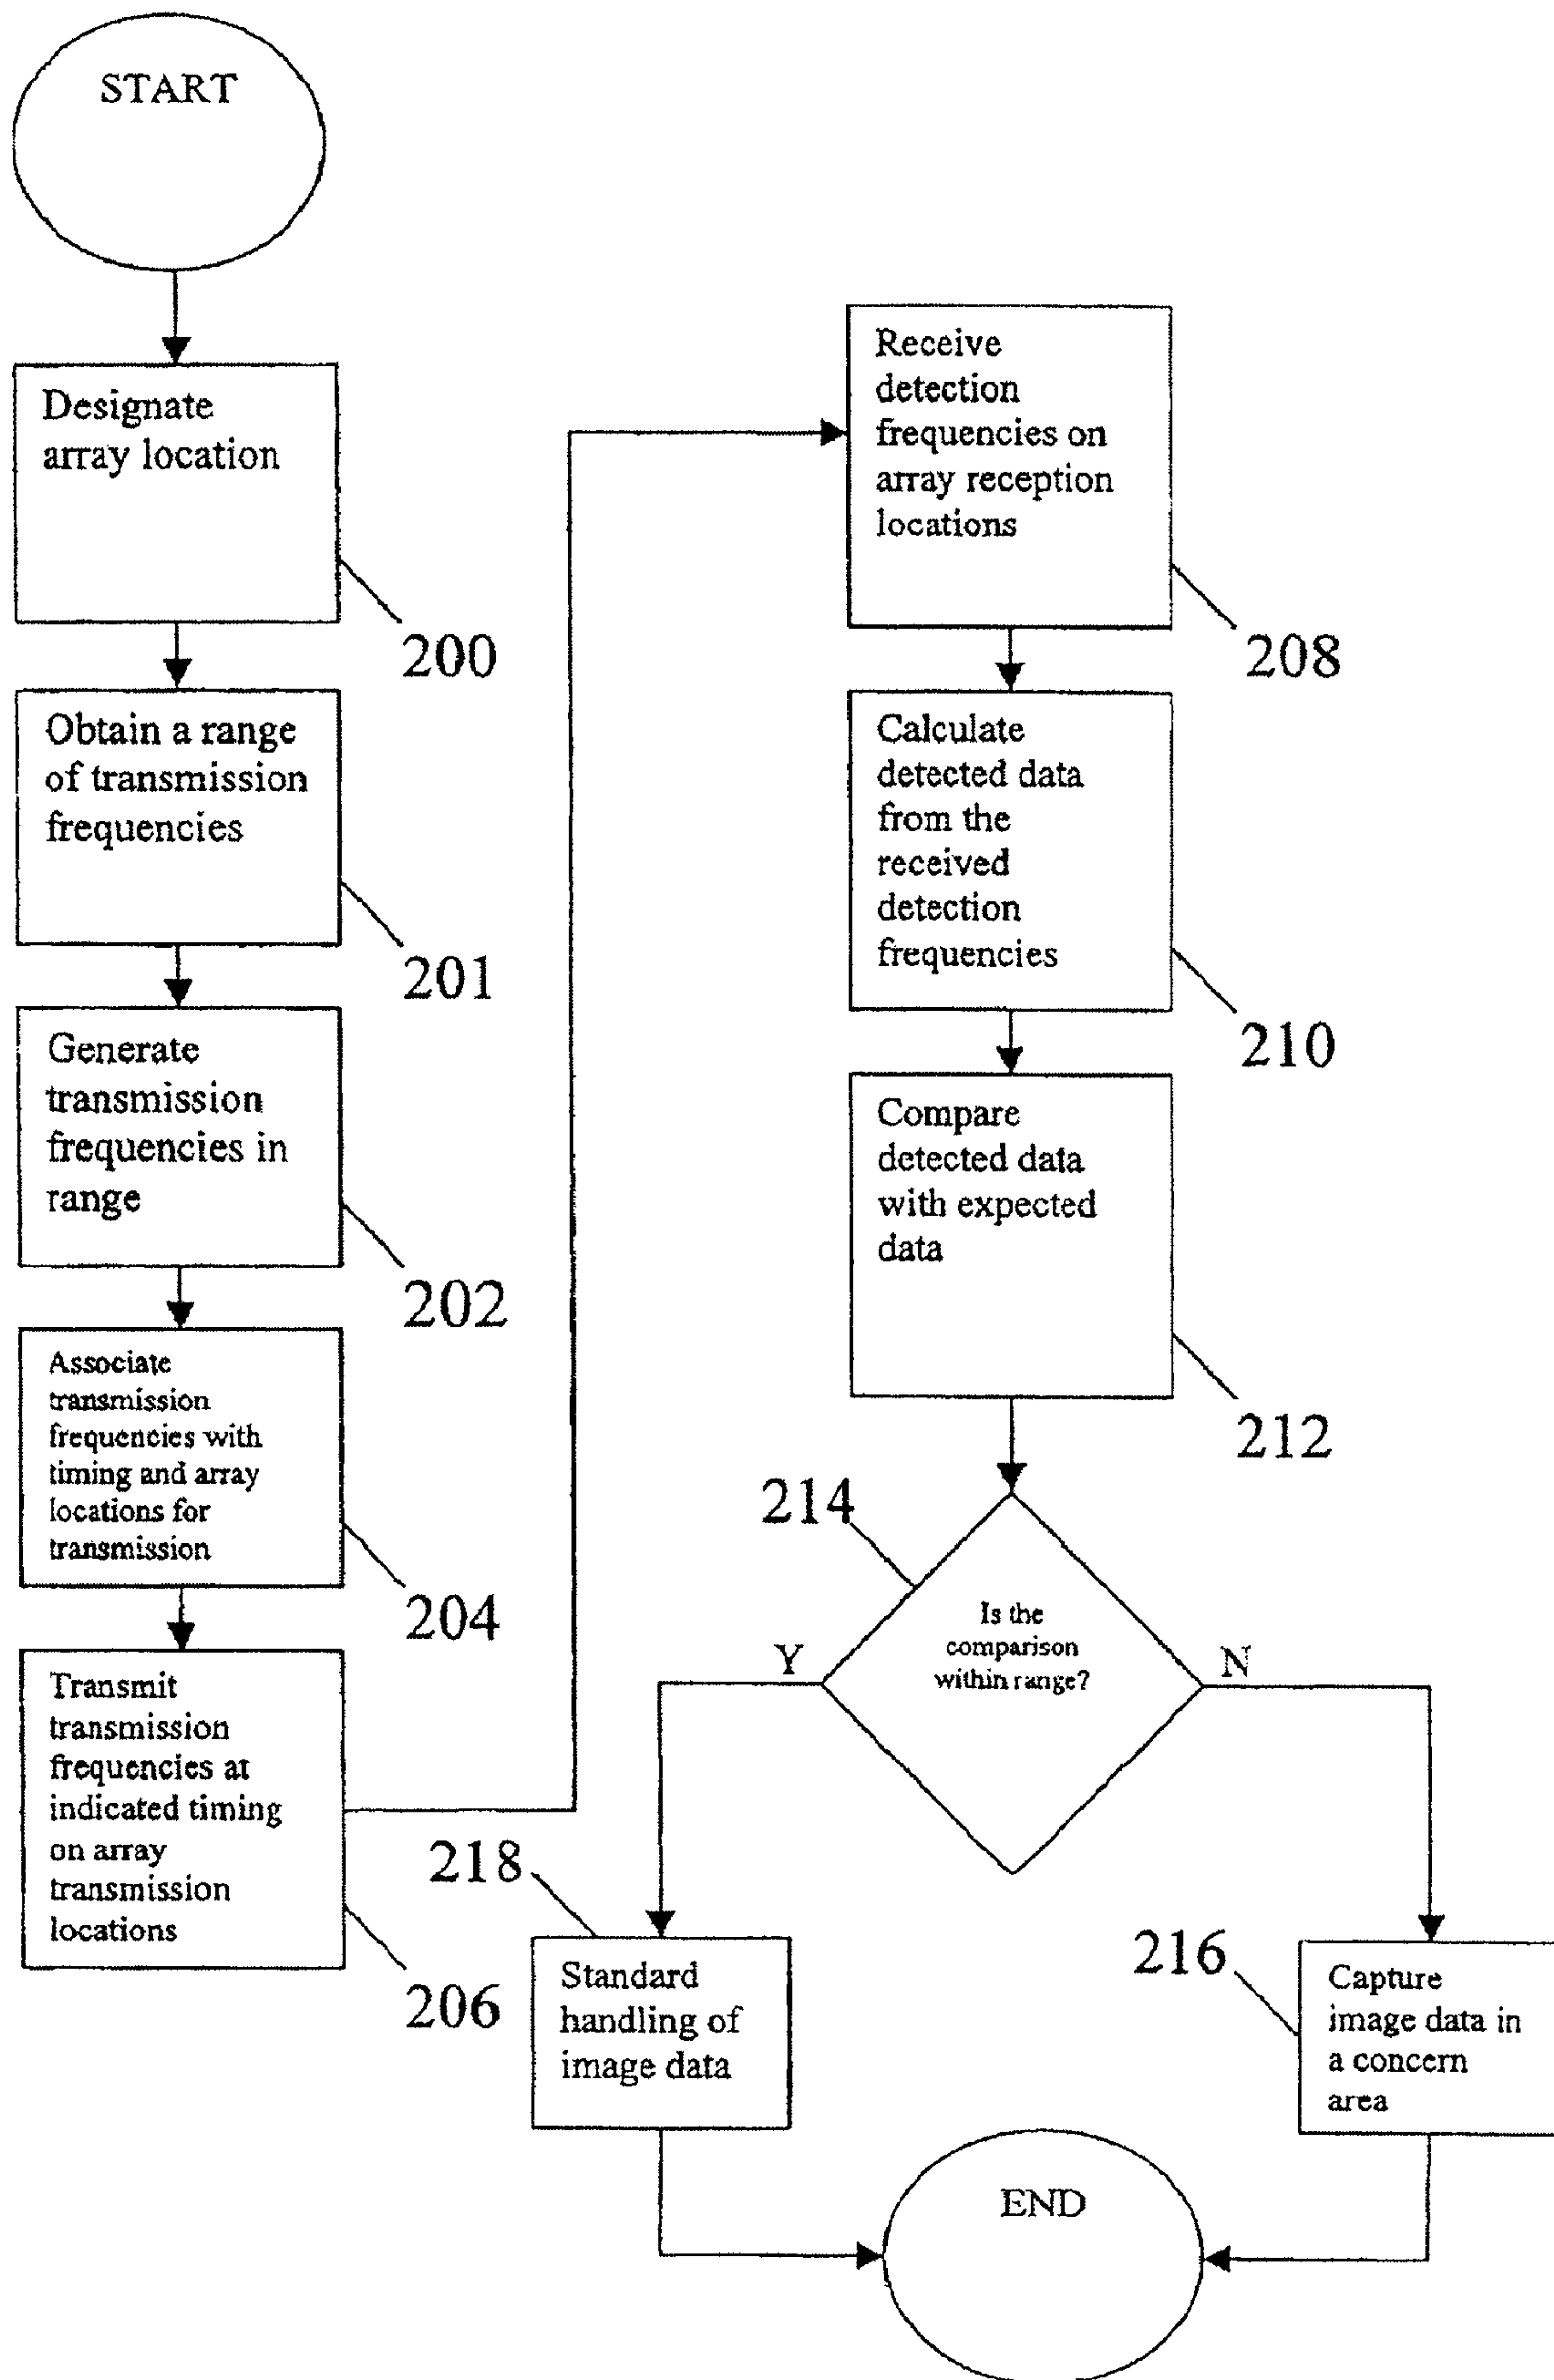 START
Designate
array location
200
Obtain a range
of transmission
frequencies
201
Generate
transmission
frequencies in
range
202
Associate
transmission
frequencies with
timing and array
locations for
transmission
204
Transmit
transmission
frequencies at
indicated timing
on array
transmission
locations
206
Receive
detection
frequencies on
array reception
locations
208
Calculate
detected data
from the
received
detection
frequencies
210
Compare
detected data
with expected
data
212
214
Is the
comparison
within range?
Y
N
218
Standard
handling of
image data
216
Capture
image data in
a concern
area
END